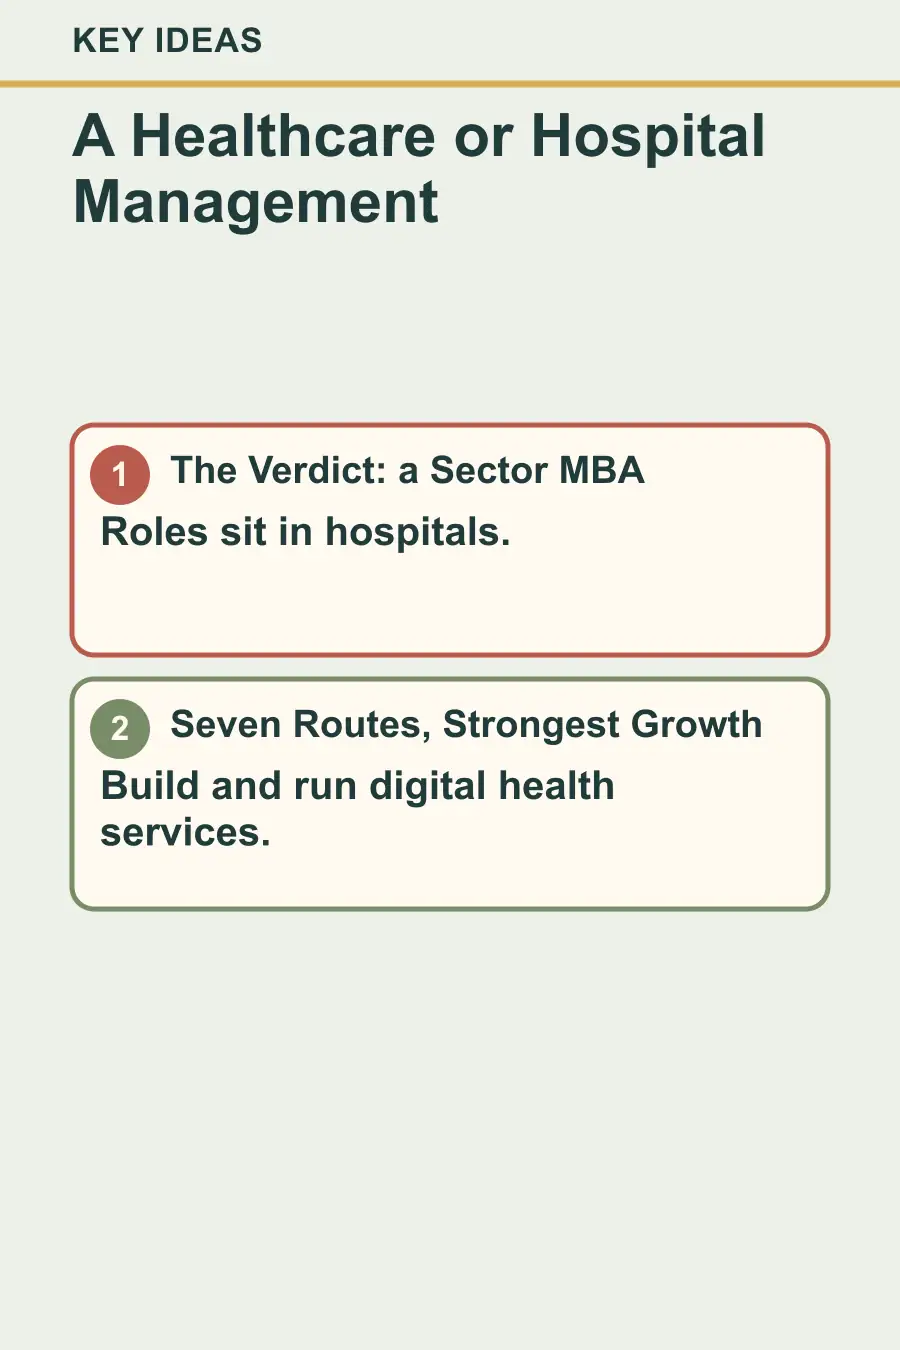 KEY IDEAS
A Healthcare or Hospital
Management
1 The Verdict: a Sector MBA
Roles sit in hospitals.
2 Seven Routes, Strongest Growth
Build and run digital health
services.